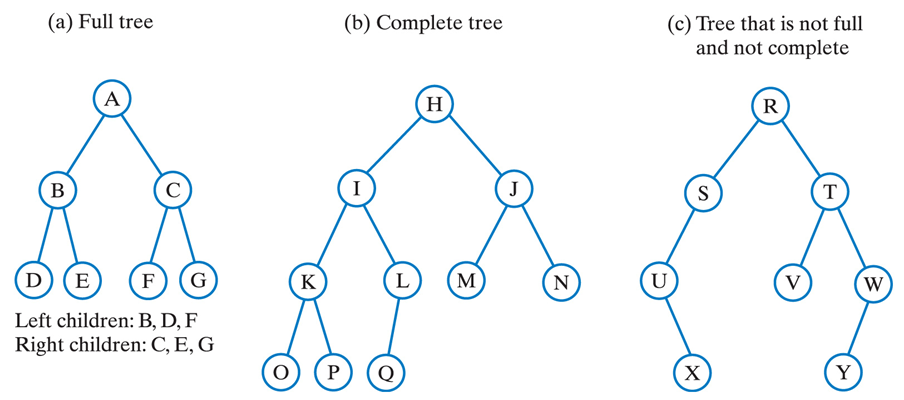 (a) Full tree
A
B C
D E F G
Left children: B, D, F
Right children: C, E, G
(b) Complete tree
H
I J
K L M N
O P Q
(c) Tree that is not full
and not complete
R
S T
U V W
X Y